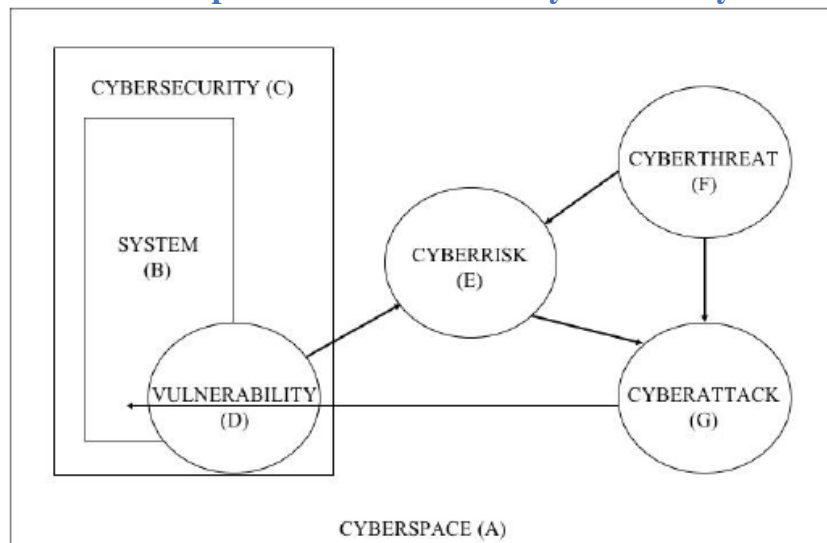 CYBERSECURITY (C)
CYBERTHREAT
(F)
SYSTEM
(B)
CYBERRISK
(E)
VULNERABILITY
(D)
CYBERATTACK
(G)
CYBERSPACE (A)